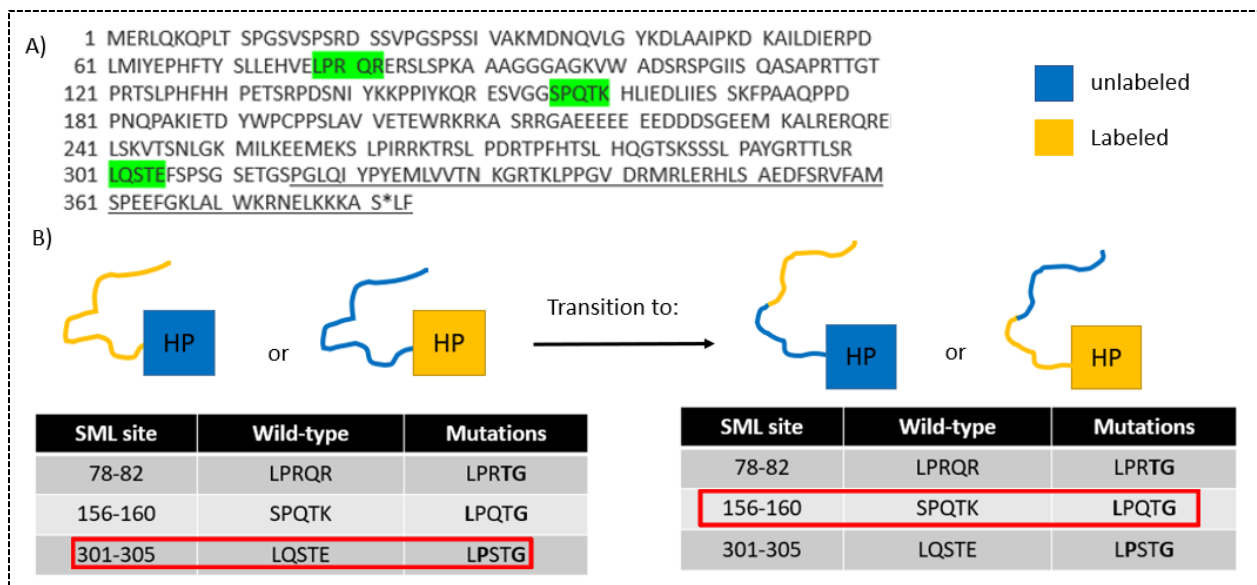 A)
1 MERLQKQPLT SPGSVSPSRD SSVPGSPSSI VAKMDNQVLG YKDLAAIPKD KAILDIERPD
61 LMIYEPHFTY SLLEHVELPR QRERSLSPKA AAGGGAGKVW ADSRSPGIIS QASAPRTTGT
121 PRTSLPHFHH PETSRPDSNI YKKPPIYKQR ESVGGSPQTK HLIEDLIIES SKFPAAQPPD
181 PNQPAKIETD YWPCPPSLAV VETEWRKRKA SRRGAEEEEE EEDDDSGEEM KALRERQRE
241 LSKVTSNLGK MILKEEMEKS LPIRRKTRSL PDRTPFHTSL HQGTSKSSSL PAYGRTTLSR
301 LQSTEFSPSG SETGSPGLQI YPYEMLVVTN KGRTKLPPGV DRMRLERHLS AEDFSRVFAM
361 SPEEFGKLAL WKRNELKKKA S*LF
unlabeled
Labeled
B)
HP
or
HP
Transition to:
HP
or
HP
SML site Wild-type Mutations
78-82 LPRQR LPRTG
156-160 SPQTK LPQTG
301-305 LQSTE LPSTG
SML site Wild-type Mutations
78-82 LPRQR LPRTG
156-160 SPQTK LPQTG
301-305 LQSTE LPSTG